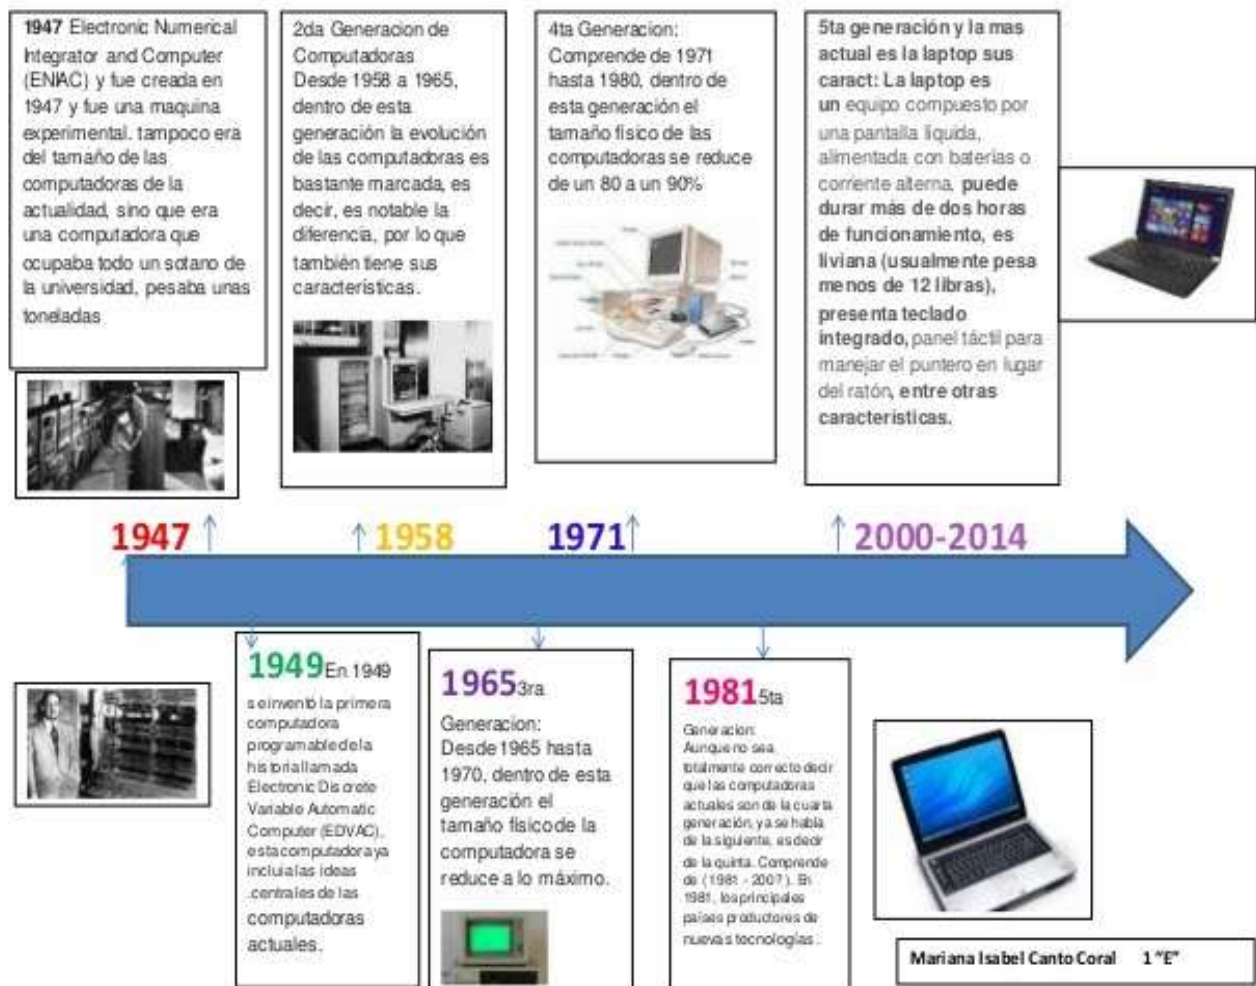 1947 Electronic Numerical
Integrator and Computer
(ENIAC) y fue creada en
1947 y fue una maquina
experimental. tampoco era
del tamaño de las
computadoras de la
actualidad, sino que era
una computadora que
ocupaba todo un sotano de
la universidad, pesaba unas
toneladas
2da Generacion de
Computadoras
Desde 1958 a 1965,
dentro de esta
generación la evolución
de las computadoras es
bastante marcada, es
decir, es notable la
diferencia, por lo que
también tiene sus
características.
4ta Generacion:
Comprende de 1971
hasta 1980, dentro de
esta generación el
tamaño físico de las
computadoras se reduce
de un 80 a un 90%
5ta generación y la mas
actual es la laptop sus
caract: La laptop es
un equipo compuesto por
una pantalla líquida,
alimentada con baterías o
corriente alterna, puede
durar más de dos horas
de funcionamiento, es
liviana (usualmente pesa
menos de 12 libras),
presenta teclado
integrado, panel táctil para
manejar el puntero en lugar
del ratón, entre otras
características.
1947
1958
1971
2000-2014
1949 En 1949
se inventó la primera
computadora
programable de la
historia llamada
Electronic Discrete
Variable Automatic
Computer (EDVAC),
esta computadora ya
incluia las ideas
.centrales de las
computadoras
actuales.
1965 3ra
Generacion:
Desde 1965 hasta
1970, dentro de esta
generación el
tamaño físico de la
computadora se
reduce a lo máximo.
1981 5ta
Generacion:
Aunque no sea
totalmente correcto decir
que las computadoras
actuales son de la cuarta
generación, ya se habla
de la siguiente, es decir
de la quinta. Comprende
de (1981 - 2007). En
1981, los principales
países productores de
nuevas tecnologías.
Mariana Isabel Canto Coral 1 "E"